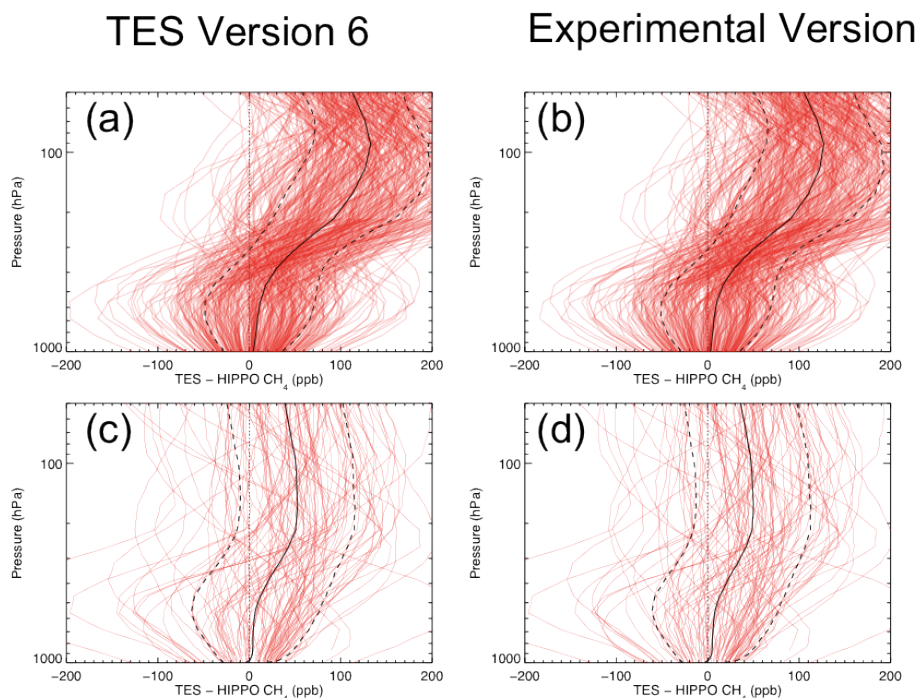 TES Version 6
Experimental Version
(a)
100
1000
Pressure (hPa)
−200 −100 0 100 200
TES − HIPPO CH4 (ppb)
(b)
100
1000
Pressure (hPa)
−200 −100 0 100 200
TES − HIPPO CH4 (ppb)
(c)
100
1000
Pressure (hPa)
−200 −100 0 100 200
TES − HIPPO CH4 (ppb)
(d)
100
1000
Pressure (hPa)
−200 −100 0 100 200
TES − HIPPO CH4 (ppb)